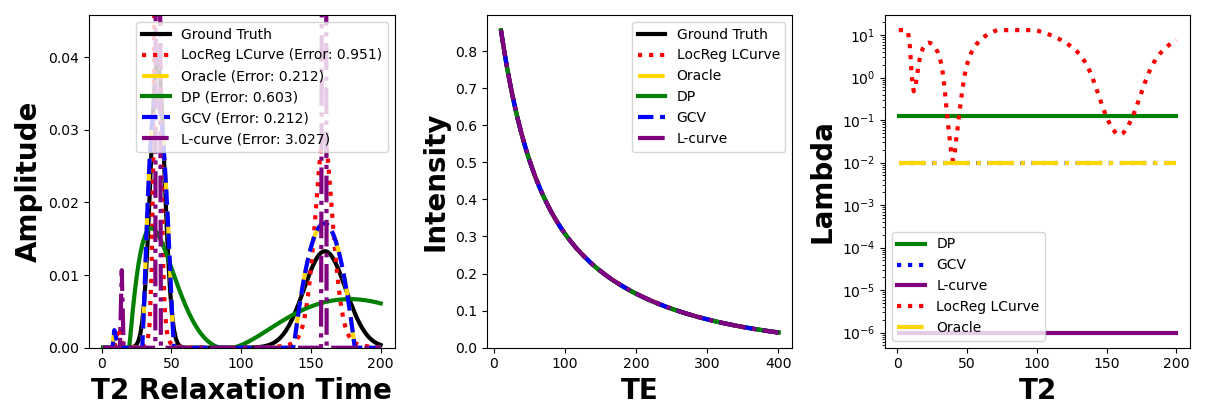 Amplitude
0.04
0.03
0.02
0.01
0.00
0
50
100
150
200
T2 Relaxation Time
Ground Truth
LocReg LCurve (Error: 0.951)
Oracle (Error: 0.212)
DP (Error: 0.603)
GCV (Error: 0.212)
L-curve (Error: 3.027)
Intensity
0.8
0.7
0.6
0.5
0.4
0.3
0.2
0.1
0.0
0
100
200
300
400
TE
Ground Truth
LocReg LCurve
Oracle
DP
GCV
L-curve
Lambda
10¹
10⁰
10⁻¹
10⁻²
10⁻³
10⁻⁴
10⁻⁵
10⁻⁶
0
50
100
150
200
T2
DP
GCV
L-curve
LocReg LCurve
Oracle